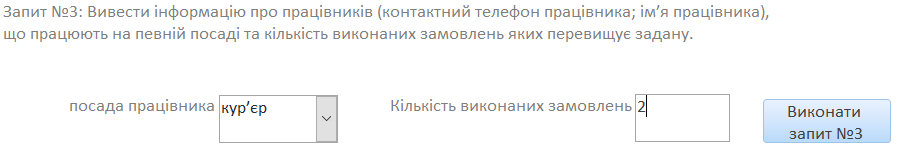 Запит №3: Вивести інформацію про працівників (контактний телефон працівника; ім’я працівника),
що працюють на певній посаді та кількість виконаних замовлень яких перевищує задану.
посада працівника кур’єр Кількість виконаних замовлень 2 Виконати
запит №3